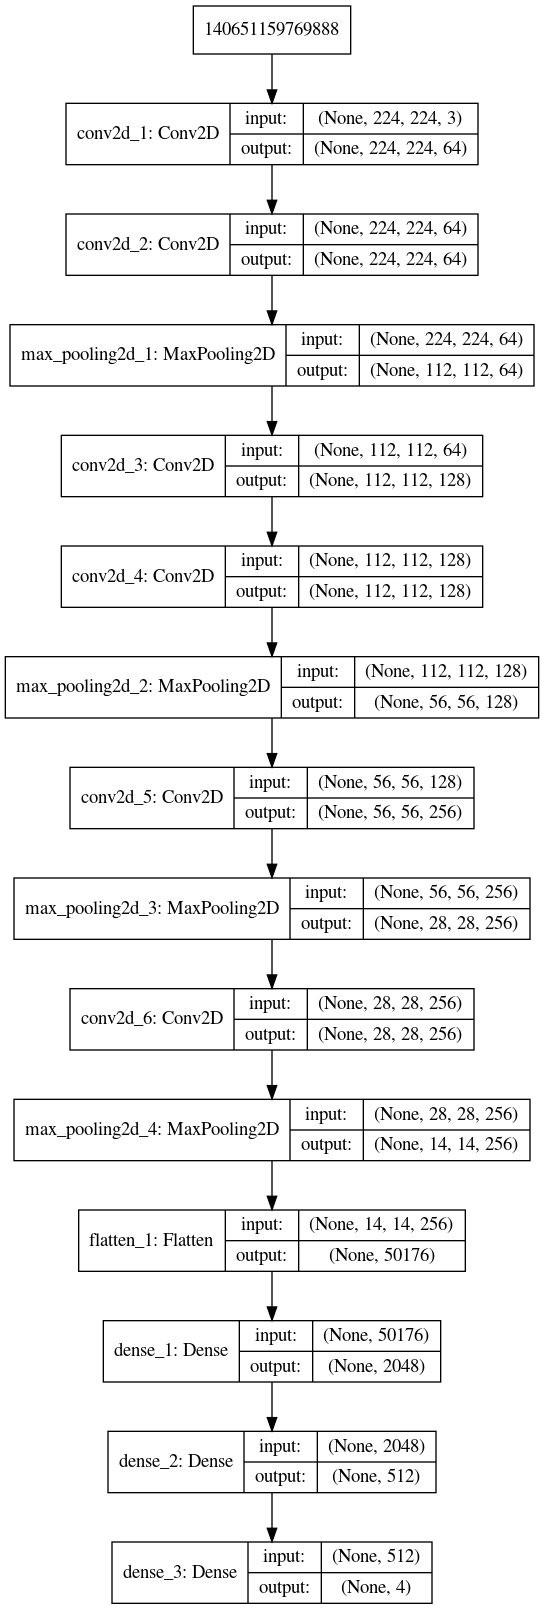 140651159769888
conv2d_1: Conv2D
input:
(None, 224, 224, 3)
output:
(None, 224, 224, 64)
conv2d_2: Conv2D
input:
(None, 224, 224, 64)
output:
(None, 224, 224, 64)
max_pooling2d_1: MaxPooling2D
input:
(None, 224, 224, 64)
output:
(None, 112, 112, 64)
conv2d_3: Conv2D
input:
(None, 112, 112, 64)
output:
(None, 112, 112, 128)
conv2d_4: Conv2D
input:
(None, 112, 112, 128)
output:
(None, 112, 112, 128)
max_pooling2d_2: MaxPooling2D
input:
(None, 112, 112, 128)
output:
(None, 56, 56, 128)
conv2d_5: Conv2D
input:
(None, 56, 56, 128)
output:
(None, 56, 56, 256)
max_pooling2d_3: MaxPooling2D
input:
(None, 56, 56, 256)
output:
(None, 28, 28, 256)
conv2d_6: Conv2D
input:
(None, 28, 28, 256)
output:
(None, 28, 28, 256)
max_pooling2d_4: MaxPooling2D
input:
(None, 28, 28, 256)
output:
(None, 14, 14, 256)
flatten_1: Flatten
input:
(None, 14, 14, 256)
output:
(None, 50176)
dense_1: Dense
input:
(None, 50176)
output:
(None, 2048)
dense_2: Dense
input:
(None, 2048)
output:
(None, 512)
dense_3: Dense
input:
(None, 512)
output:
(None, 4)